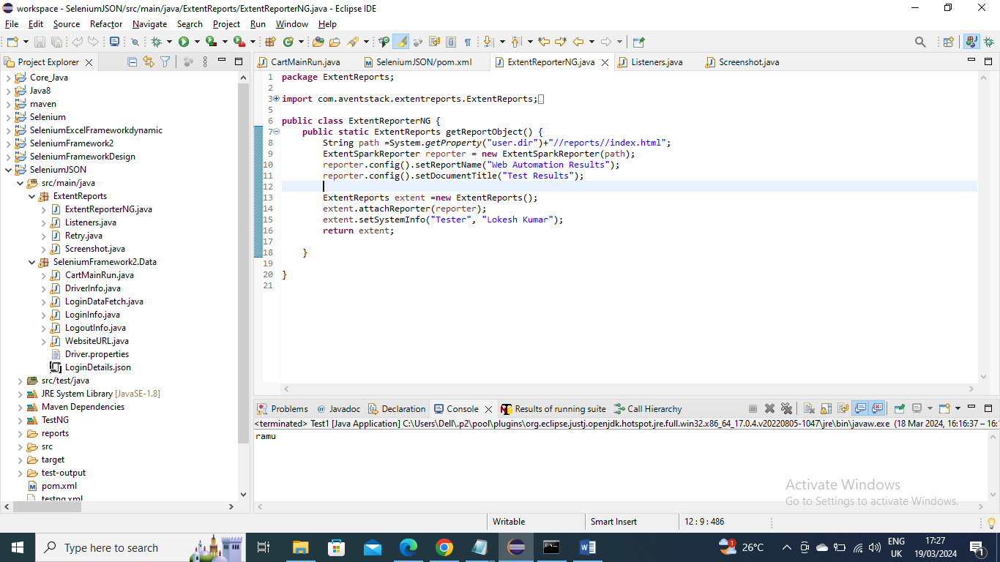 workspace - SeleniumJSON/src/main/java/ExtentReports/ExtentReporterNG.java - Eclipse IDE
File Edit Source Refactor Navigate Search Project Run Window Help
Project Explorer
Core_Java
Java8
maven
Selenium
SeleniumExcelFrameworkdynamic
SeleniumFramework2
SeleniumFrameworkDesign
SeleniumJSON
src/main/java
ExtentReports
ExtentReporterNG.java
Listeners.java
Retry.java
Screenshot.java
SeleniumFramework2.Data
CartMainRun.java
DriverInfo.java
LoginDataFetch.java
LoginInfo.java
LogoutInfo.java
WebsiteURL.java
Driver.properties
LoginDetails.json
src/test/java
JRE System Library [JavaSE-1.8]
Maven Dependencies
TestNG
reports
src
target
test-output
pom.xml
testng.xml
CartMainRun.java SeleniumJSON/pom.xml ExtentReporterNG.java Listeners.java Screenshot.java
1 package ExtentReports;
2
3 import com.aventstack.extentreports.ExtentReports;
5
6 public class ExtentReporterNG {
7 public static ExtentReports getReportObject() {
8 String path =System.getProperty("user.dir")+"//reports//index.html";
9 ExtentSparkReporter reporter = new ExtentSparkReporter(path);
10 reporter.config().setReportName("Web Automation Results");
11 reporter.config().setDocumentTitle("Test Results");
12
13 ExtentReports extent =new ExtentReports();
14 extent.attachReporter(reporter);
15 extent.setSystemInfo("Tester", "Lokesh Kumar");
16 return extent;
17
18 }
19
20 }
21
Problems @ Javadoc Declaration Console Results of running suite Call Hierarchy
<terminated> Test1 [Java Application] C:\Users\Dell\.p2\pool\plugins\org.eclipse.justj.openjdk.hotspot.jre.full.win32.x86_64_17.0.4.v20220805-1047\jre\bin\javaw.exe (18 Mar 2024, 16:16:37 – 16:
ramu
Activate Windows
Go to Settings to activate Windows.
Writable Smart Insert 12 : 9 : 486
Type here to search
1 26°C ENG UK 17:27 19/03/2024 1